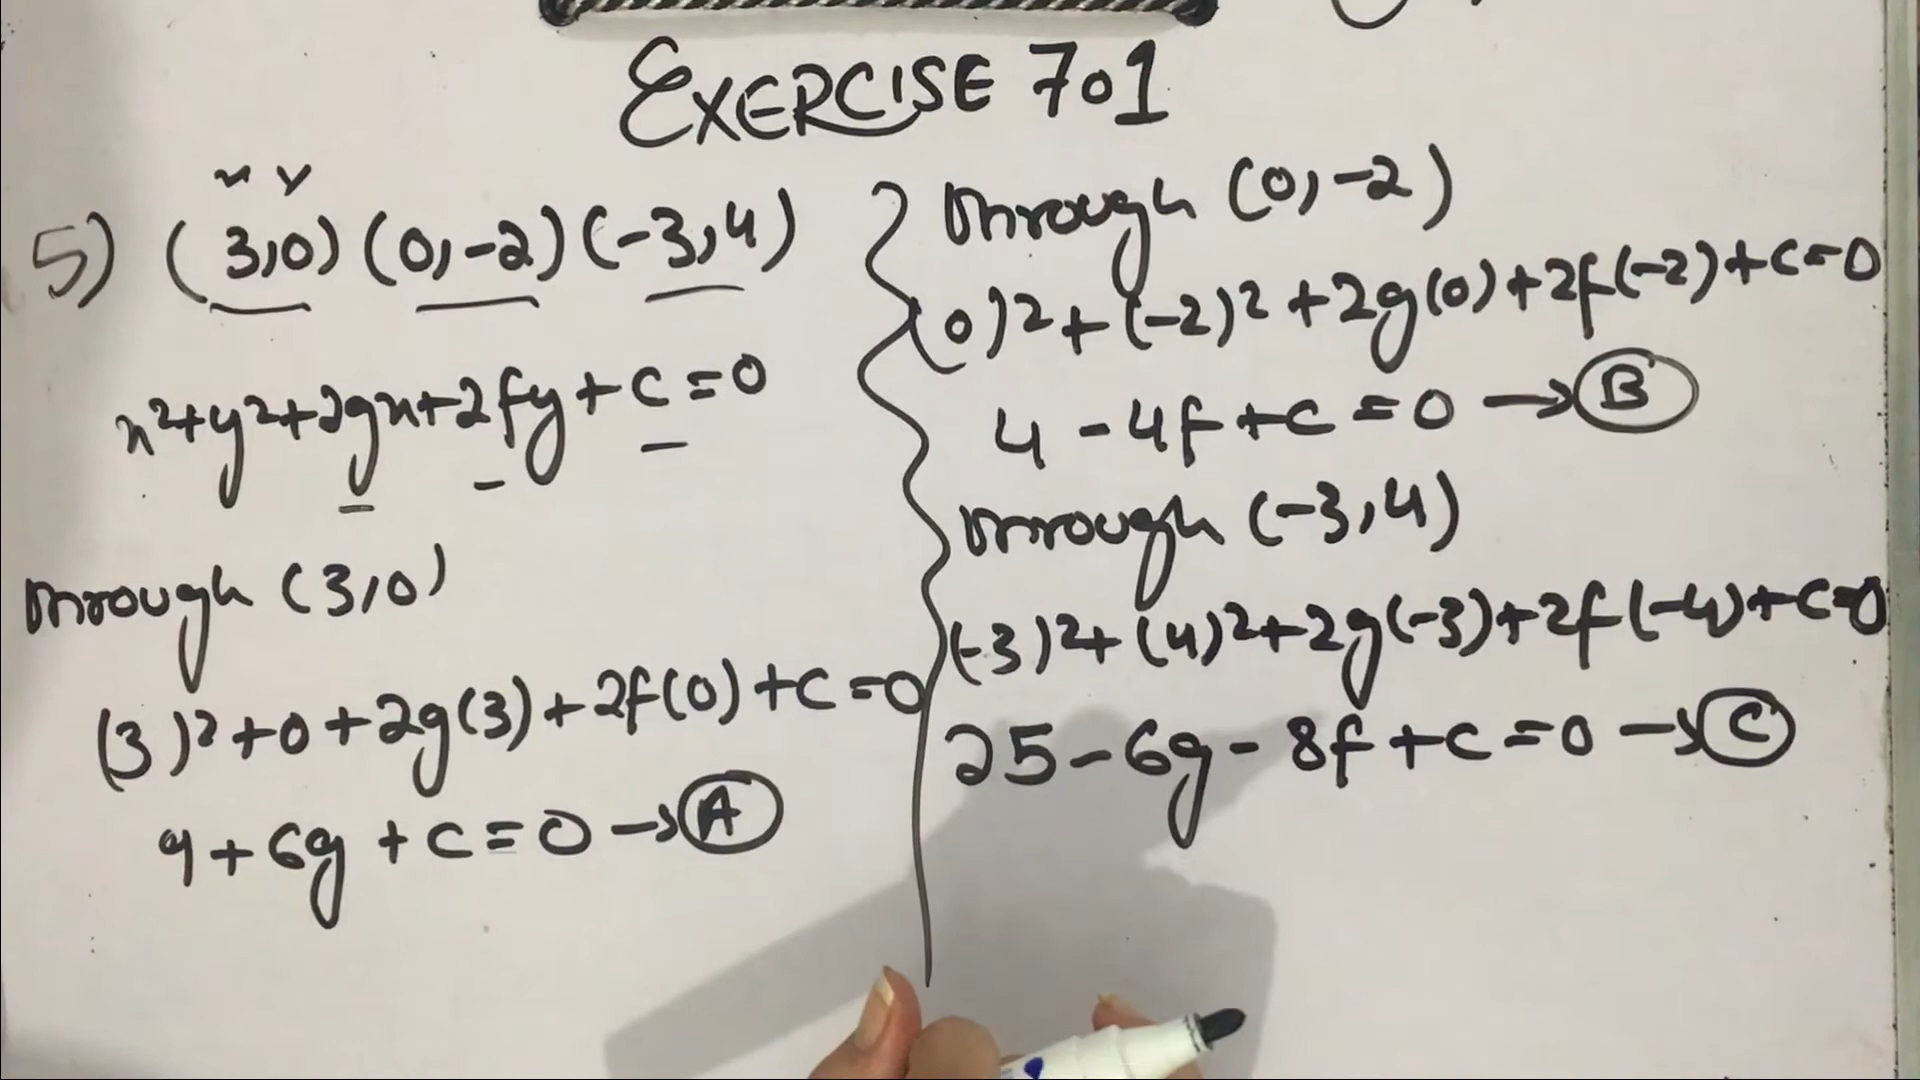 EXERCISE 7.1
x y
5) (3,0) (0,-2) (-3,4)
x²+y²+2gx+2fy+c=0
through (3,0)
(3)²+0+2g(3)+2f(0)+c=0
9+6g+c=0→Ⓐ
through (0,-2)
(0)²+(-2)²+2g(0)+2f(-2)+c=0
4-4f+c=0→Ⓑ
through (-3,4)
(-3)²+(4)²+2g(-3)+2f(-4)+c=0
25-6g-8f+c=0→Ⓒ